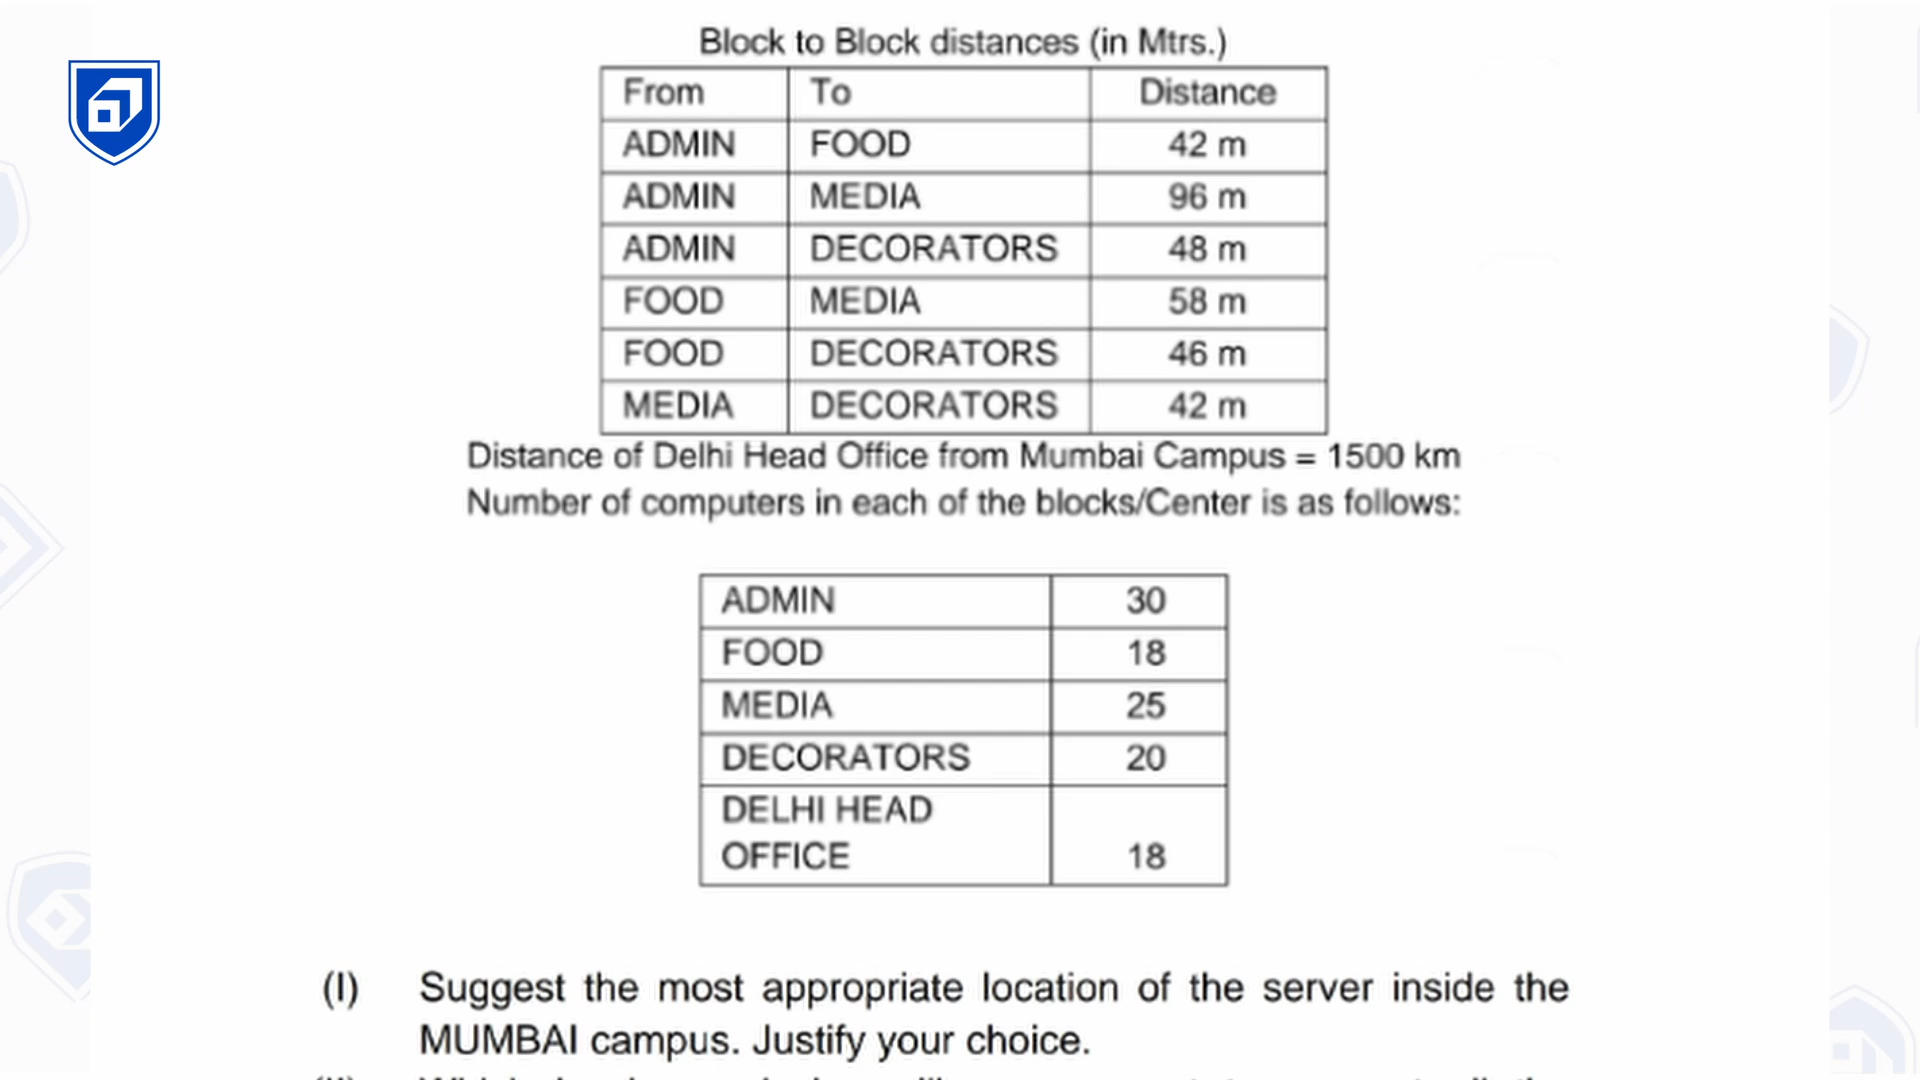 Block to Block distances (in Mtrs.)
From To Distance
ADMIN FOOD 42 m
ADMIN MEDIA 96 m
ADMIN DECORATORS 48 m
FOOD MEDIA 58 m
FOOD DECORATORS 46 m
MEDIA DECORATORS 42 m
Distance of Delhi Head Office from Mumbai Campus = 1500 km
Number of computers in each of the blocks/Center is as follows:
ADMIN 30
FOOD 18
MEDIA 25
DECORATORS 20
DELHI HEAD
OFFICE 18
(I) Suggest the most appropriate location of the server inside the
MUMBAI campus. Justify your choice.